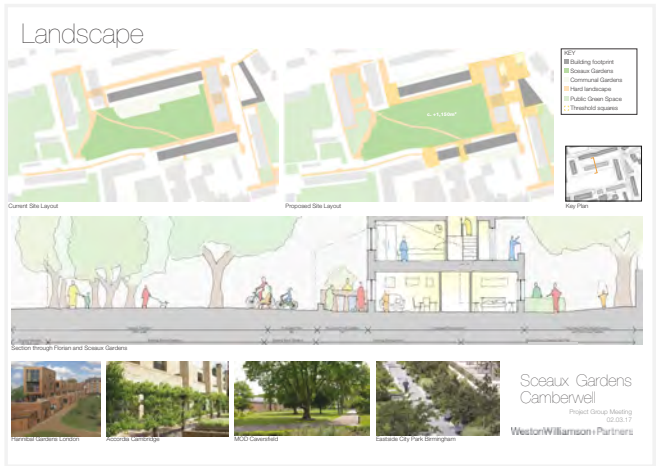 Landscape
KEY
Building footprint
Sceaux Gardens
Communal Gardens
Hard landscape
Public Green Space
Threshold squares
Current Site Layout
Proposed Site Layout
Key Plan
Section through Florian and Sceaux Gardens
Hannibal Gardens London
Accordia Cambridge
MOD Caversfield
Eastside City Park Birmingham
Sceaux Gardens
Camberwell
Project Group Meeting
02.03.17
WestonWilliamson+Partners